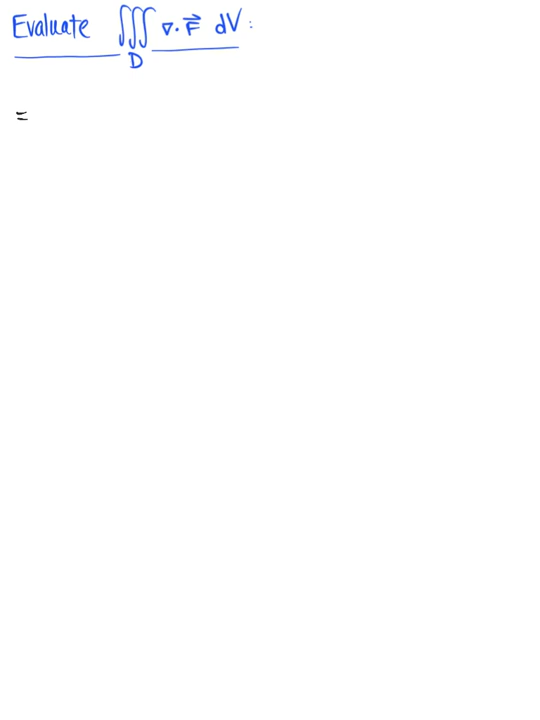 Evaluate ∭_D ∇·F⃗ dV:
=